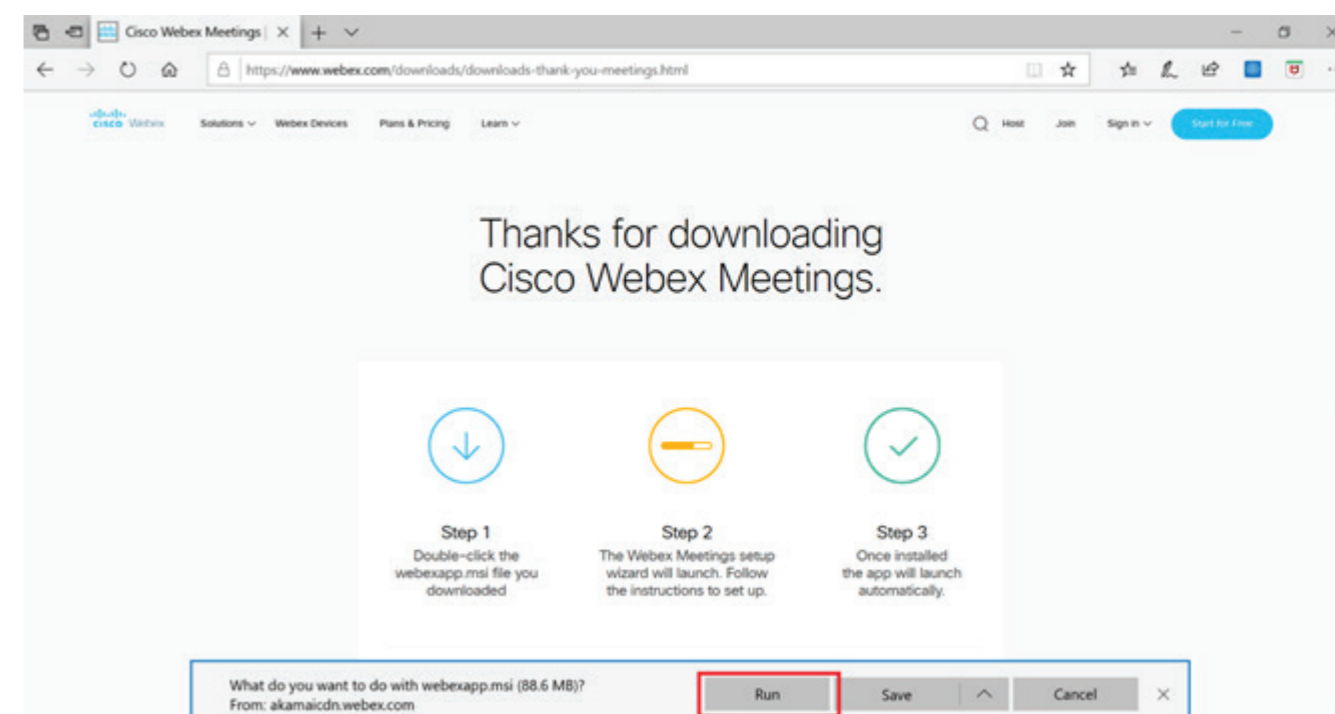 Cisco Webex Meetings
https://www.webex.com/downloads/downloads-thank-you-meetings.html
CISCO Webex Solutions Webex Devices Plans & Pricing Learn Host Join Sign in Start for Free
Thanks for downloading
Cisco Webex Meetings.
Step 1
Double-click the
webexapp.msi file you
downloaded
Step 2
The Webex Meetings setup
wizard will launch. Follow
the instructions to set up.
Step 3
Once installed
the app will launch
automatically.
What do you want to do with webexapp.msi (88.6 MB)?
From: akamaicdn.webex.com
Run Save Cancel